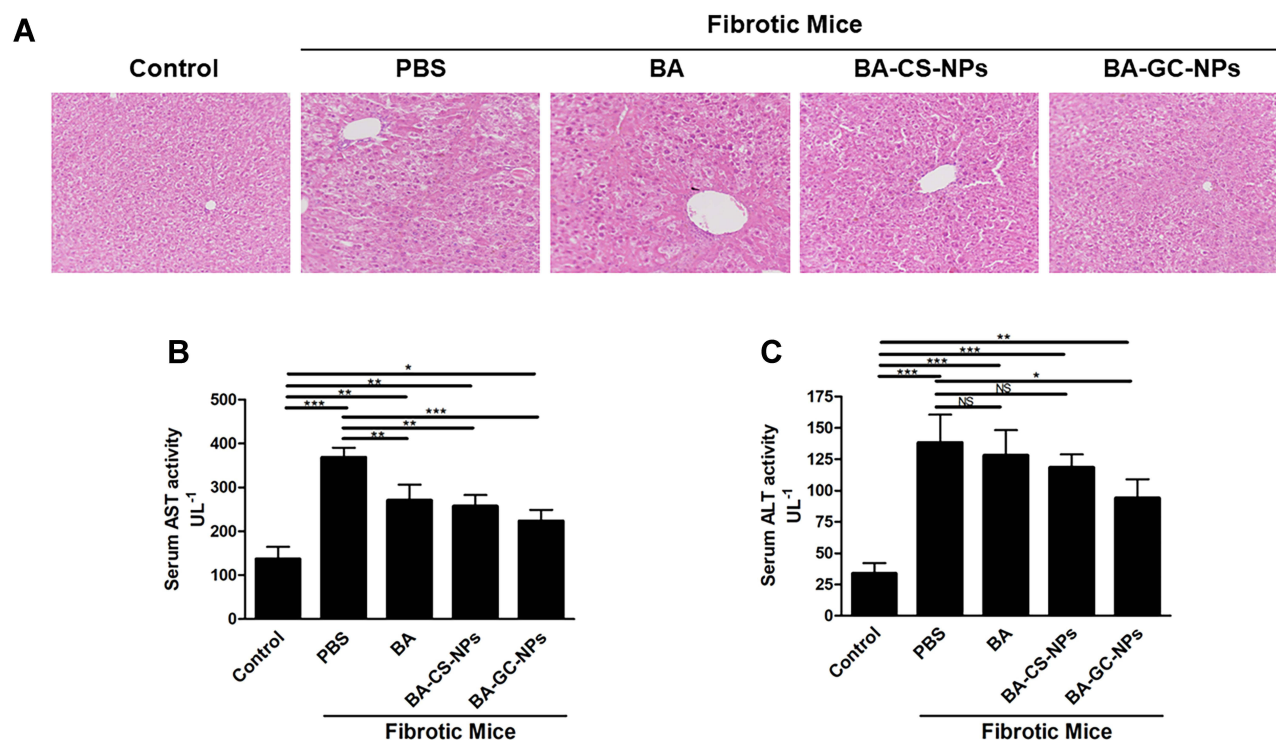 A
Fibrotic Mice
Control
PBS
BA
BA-CS-NPs
BA-GC-NPs
B
*
**
**
***
***
**
**
500
400
300
200
100
0
Serum AST activity
UL-1
Control
PBS
BA
BA-CS-NPs
BA-GC-NPs
Fibrotic Mice
C
**
***
***
***
*
NS
NS
175
150
125
100
75
50
25
0
Serum ALT activity
UL-1
Control
PBS
BA
BA-CS-NPs
BA-GC-NPs
Fibrotic Mice